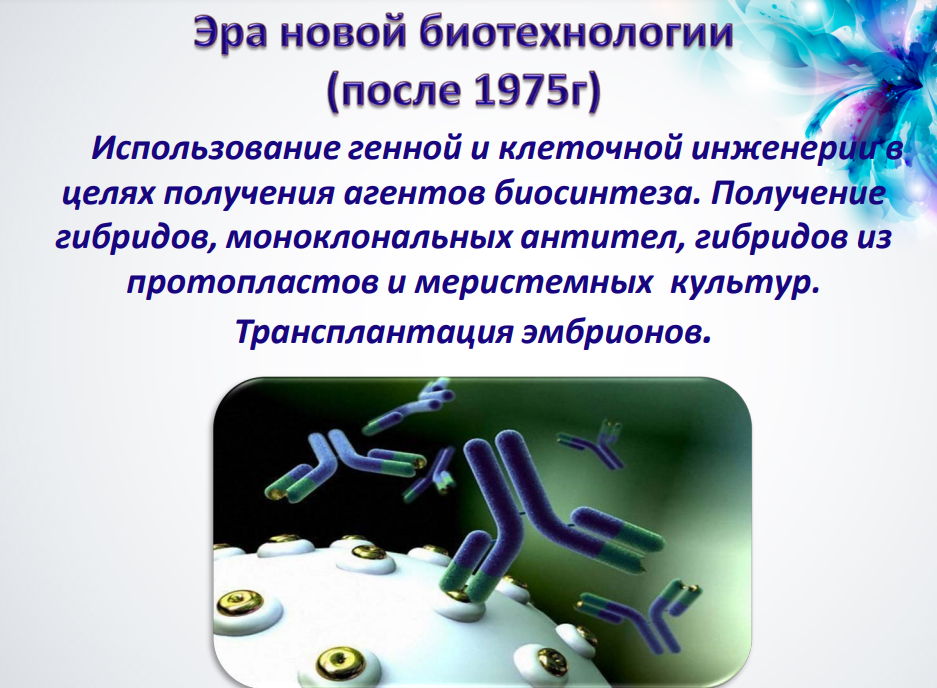 Эра новой биотехнологии
(после 1975г)
Использование генной и клеточной инженерии в
целях получения агентов биосинтеза. Получение
гибридов, моноклональных антител, гибридов из
протопластов и меристемных культур.
Трансплантация эмбрионов.